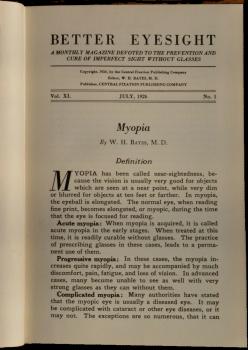 BETTER EYESIGHT
A MONTHLY MAGAZINE DEVOTED TO THE PREVENTION AND
CURE OF IMPERFECT SIGHT WITHOUT GLASSES
Copyright, 1926, by the Central Fixation Publishing Company
Editor, W. H. BATES, M. D.
Publisher, CENTRAL FIXATION PUBLISHING COMPANY
Vol. XI. JULY, 1926 No. 1
Myopia
By W. H. BATES, M. D.
Definition
MYOPIA has been called near-sightedness, be-
cause the vision is usually very good for objects
which are seen at a near point, while very dim
or blurred for objects at ten feet or farther. In myopia,
the eyeball is elongated. The normal eye, when reading
fine print, becomes elongated, or myopic, during the time
that the eye is focused for reading.
Acute myopia: When myopia is acquired, it is called
acute myopia in the early stages. When treated at this
time, it is readily curable without glasses. The practice
of prescribing glasses in these cases, leads to a perma-
nent use of them.
Progressive myopia: In these cases, the myopia in-
creases quite rapidly, and may be accompanied by much
discomfort, pain, fatigue, and loss of vision. In advanced
cases, many become unable to see as well with very
strong glasses as they can without them.
Complicated myopia: Many authorities have stated
that the myopic eye is usually a diseased eye. It may
be complicated with cataract or other eye diseases, or it
may not. The exceptions are so numerous, that it can